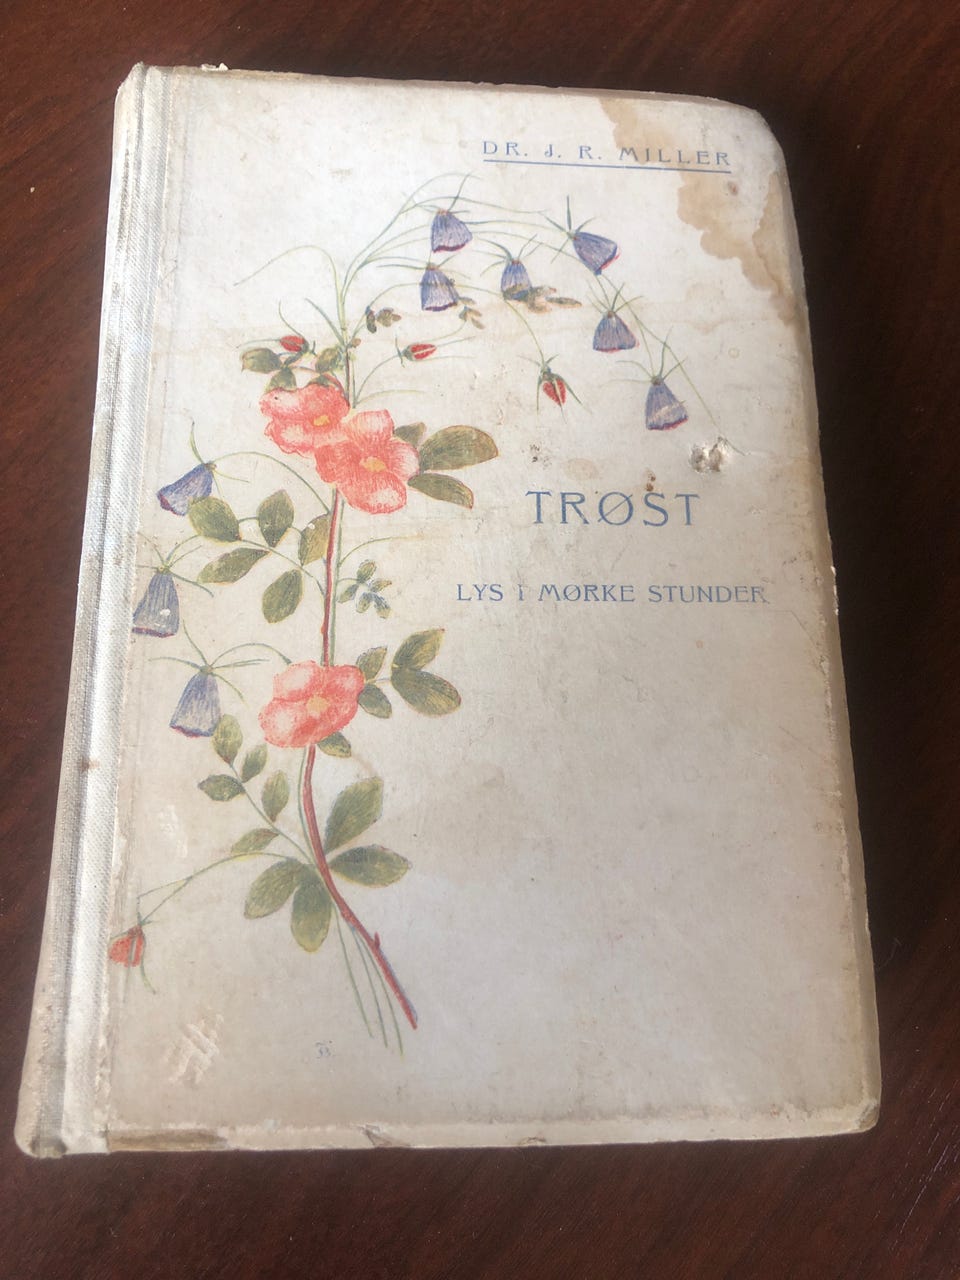 DR. J. R. MILLER
TRØST
LYS I MØRKE STUNDER